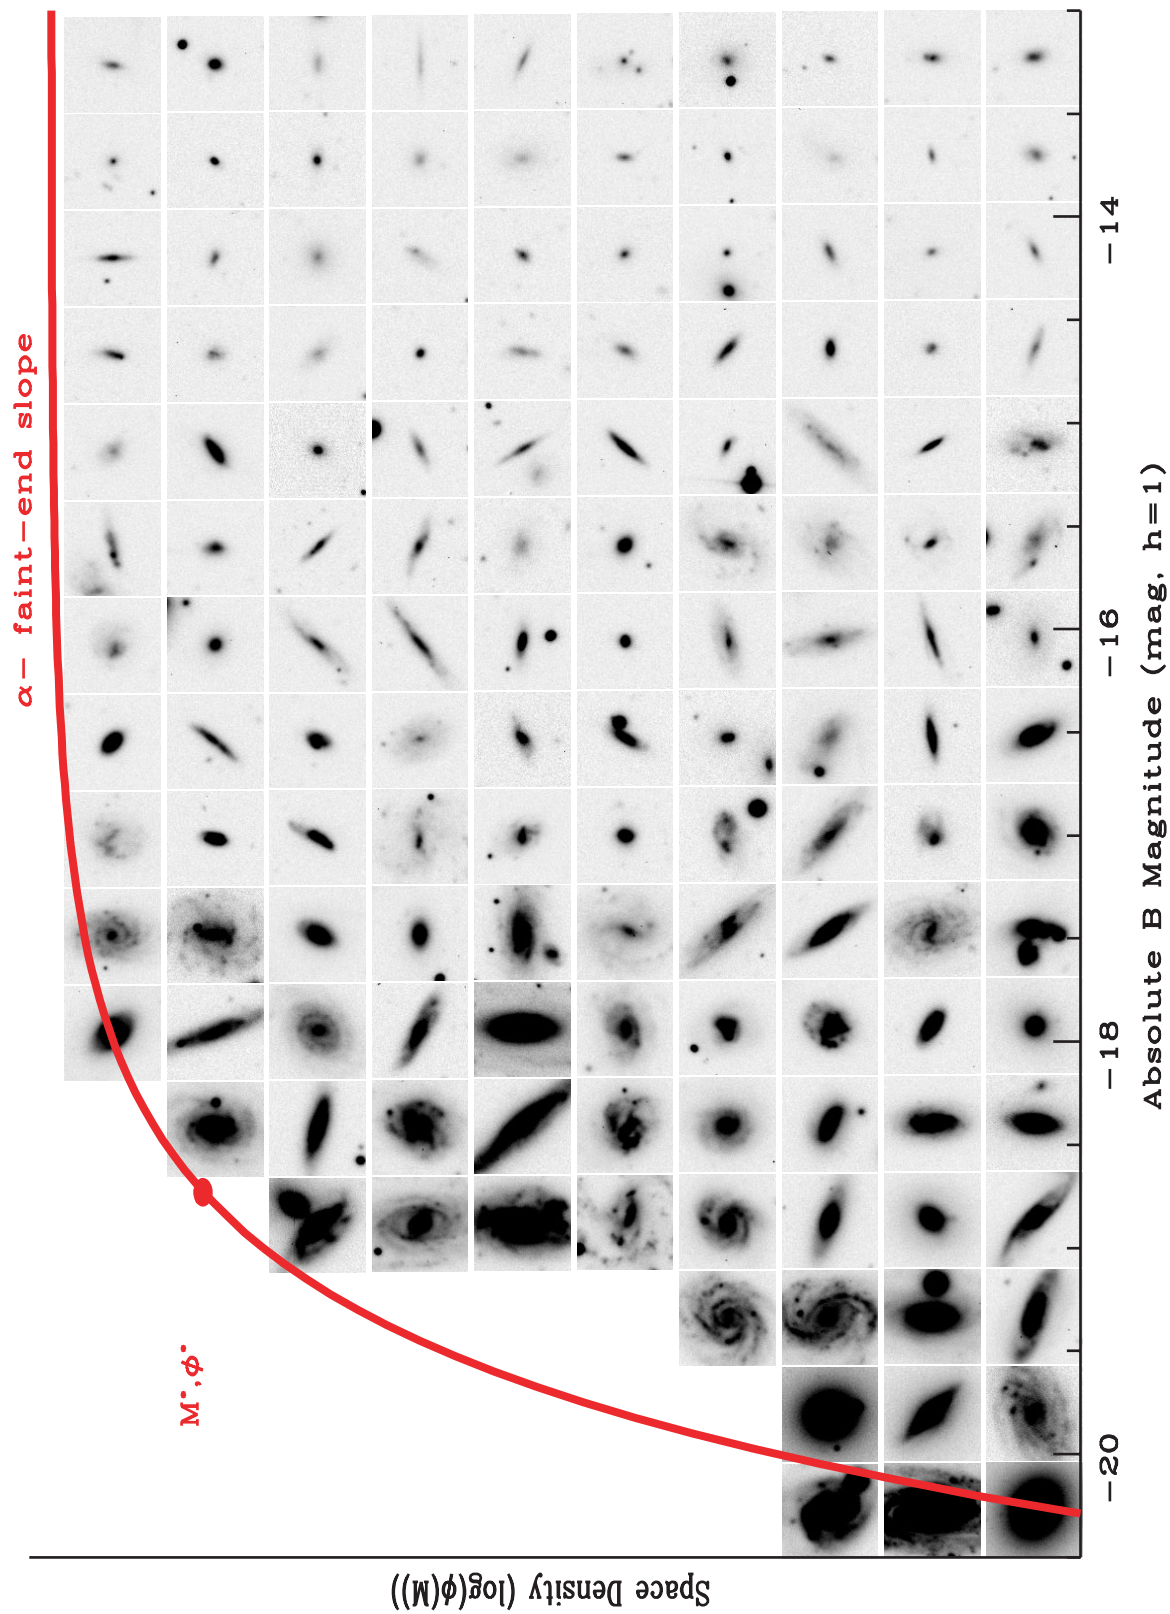 α− faint−end slope
M*,ϕ*
Space Density (log(ϕ(M))
−20
−18
−16
−14
Absolute B Magnitude (mag, h=1)